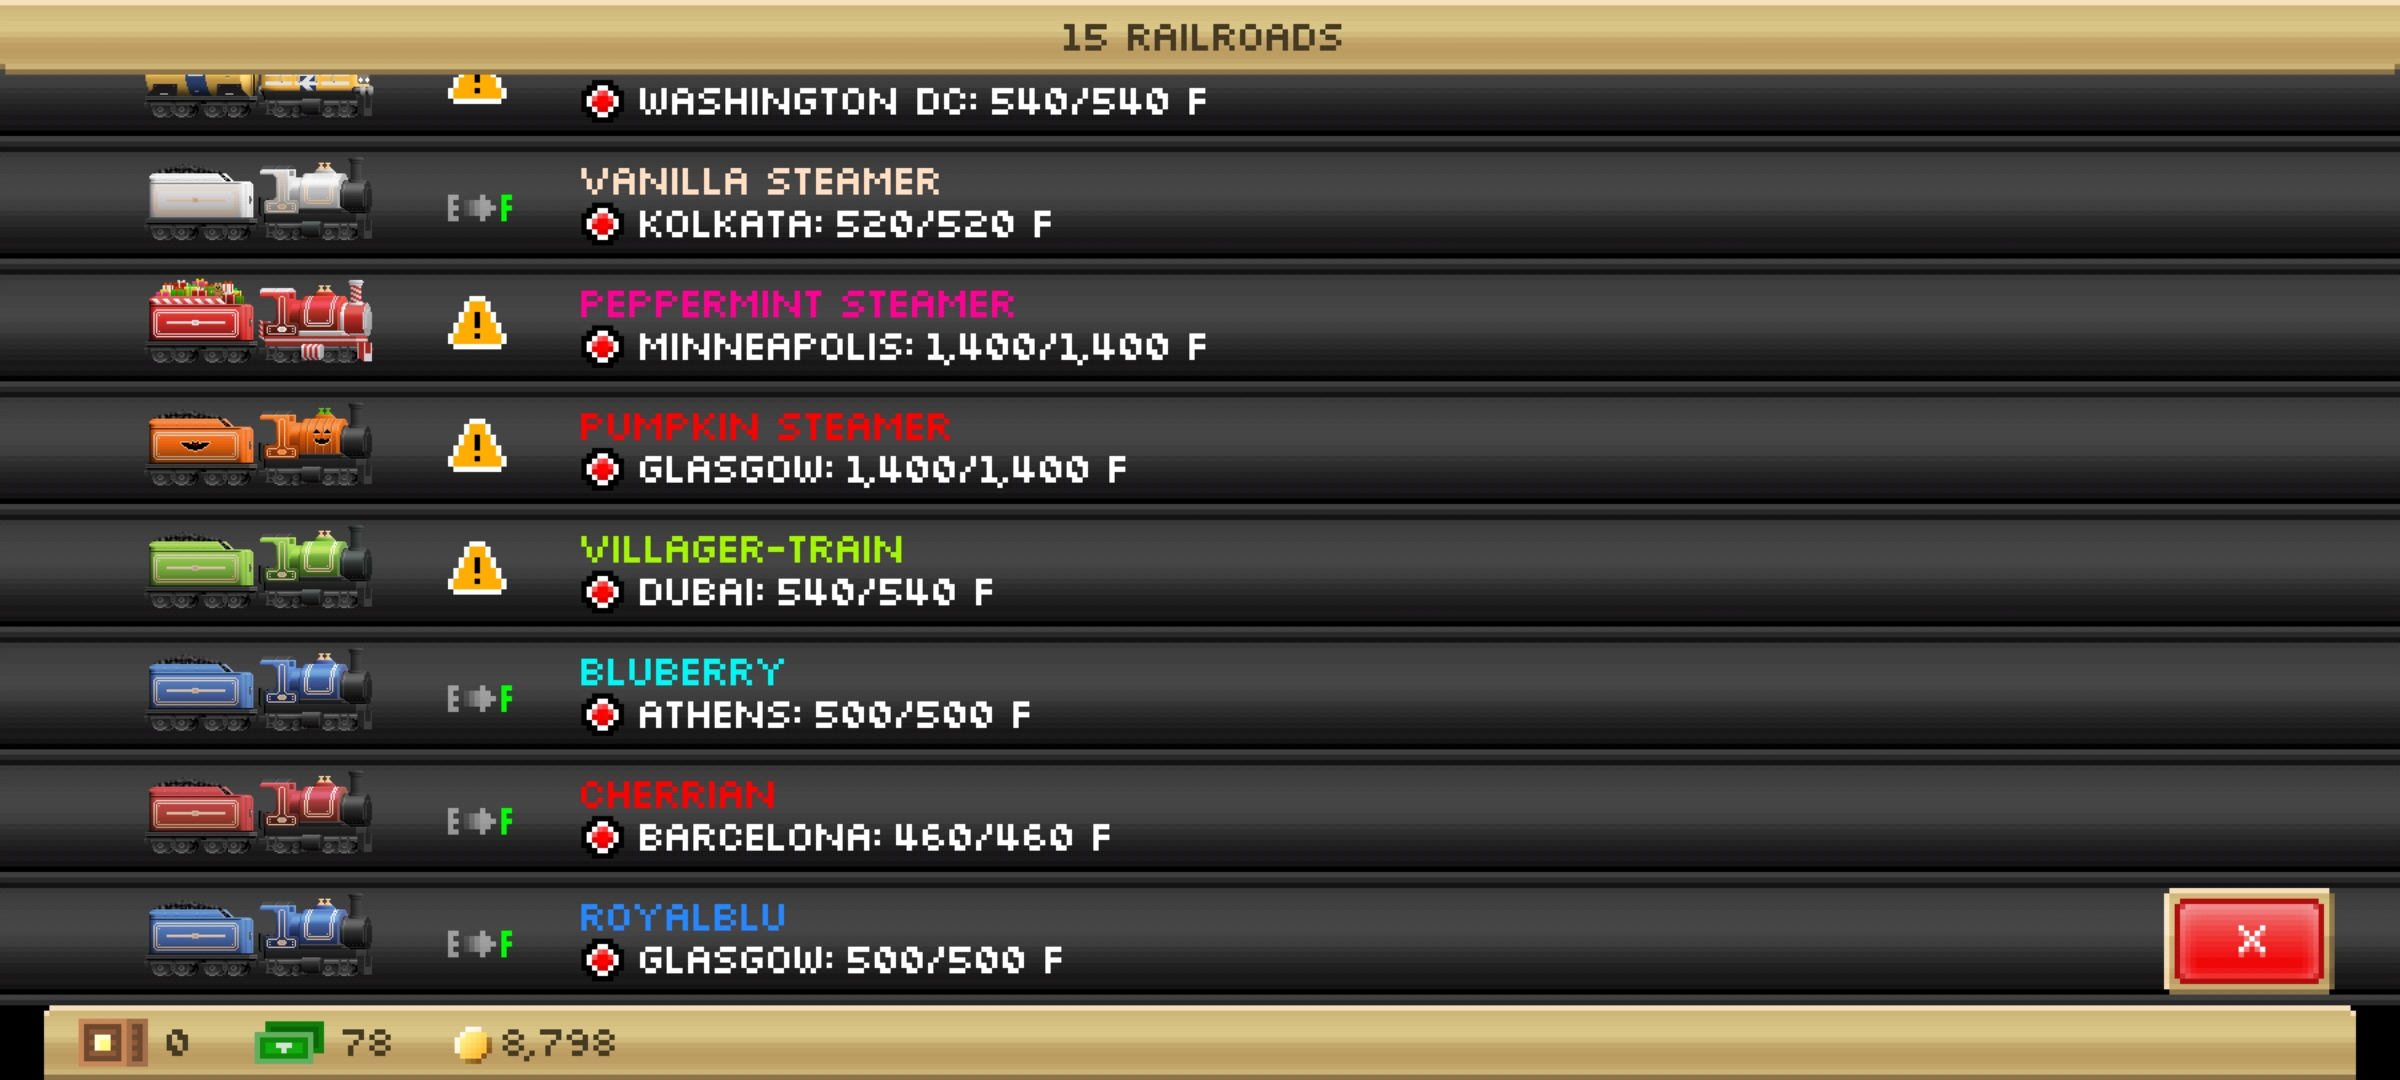 15 RAILROADS
WASHINGTON DC: 540/540 F
VANILLA STEAMER
E F
KOLKATA: 520/520 F
PEPPERMINT STEAMER
!
MINNEAPOLIS: 1,400/1,400 F
PUMPKIN STEAMER
!
GLASGOW: 1,400/1,400 F
VILLAGER-TRAIN
!
DUBAI: 540/540 F
BLUBERRY
E F
ATHENS: 500/500 F
CHERRIAN
E F
BARCELONA: 460/460 F
ROYALBLU
E F
GLASGOW: 500/500 F
X
0 78 8,798